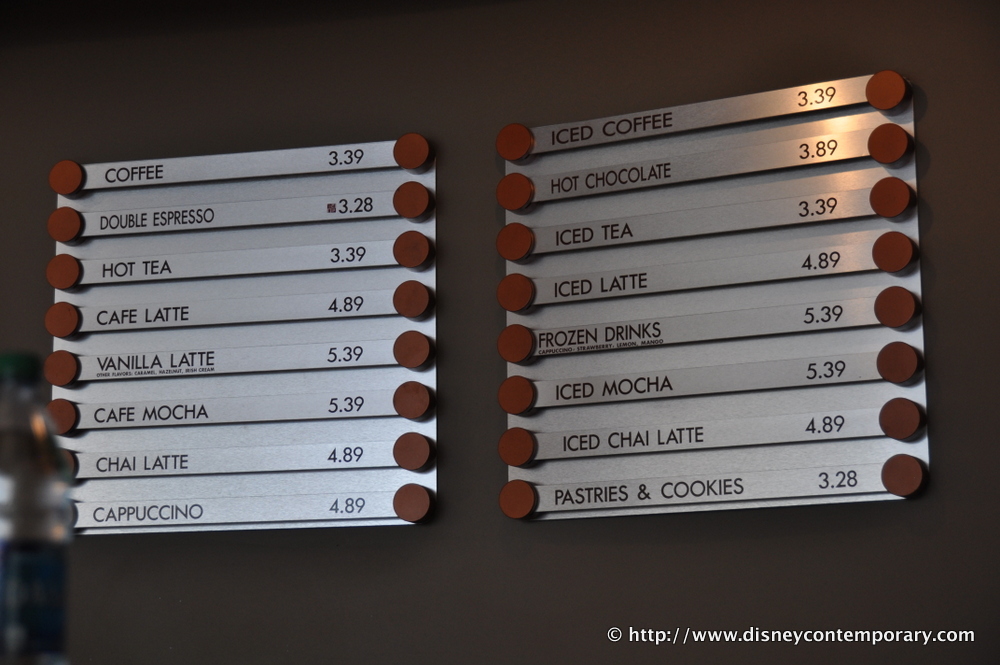 COFFEE 3.39
DOUBLE ESPRESSO 3.28
HOT TEA 3.39
CAFE LATTE 4.89
VANILLA LATTE 5.39
OTHER FLAVORS: CARAMEL, HAZELNUT, IRISH CREAM
CAFE MOCHA 5.39
CHAI LATTE 4.89
CAPPUCCINO 4.89
ICED COFFEE 3.39
HOT CHOCOLATE 3.89
ICED TEA 3.39
ICED LATTE 4.89
FROZEN DRINKS 5.39
CAPPUCCINO, STRAWBERRY, LEMON, MANGO
ICED MOCHA 5.39
ICED CHAI LATTE 4.89
PASTRIES & COOKIES 3.28
© http://www.disneycontemporary.com